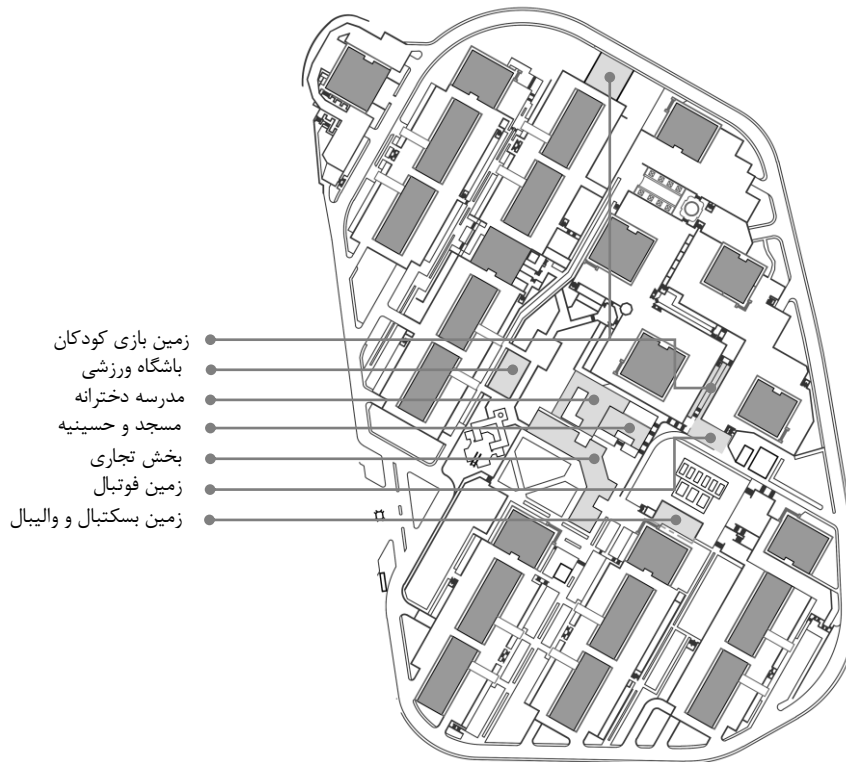 زمین بازی کودکان
باشگاه ورزشی
مدرسه دخترانه
مسجد و حسینیه
بخش تجاری
زمین فوتبال
زمین بسکتبال و والیبال